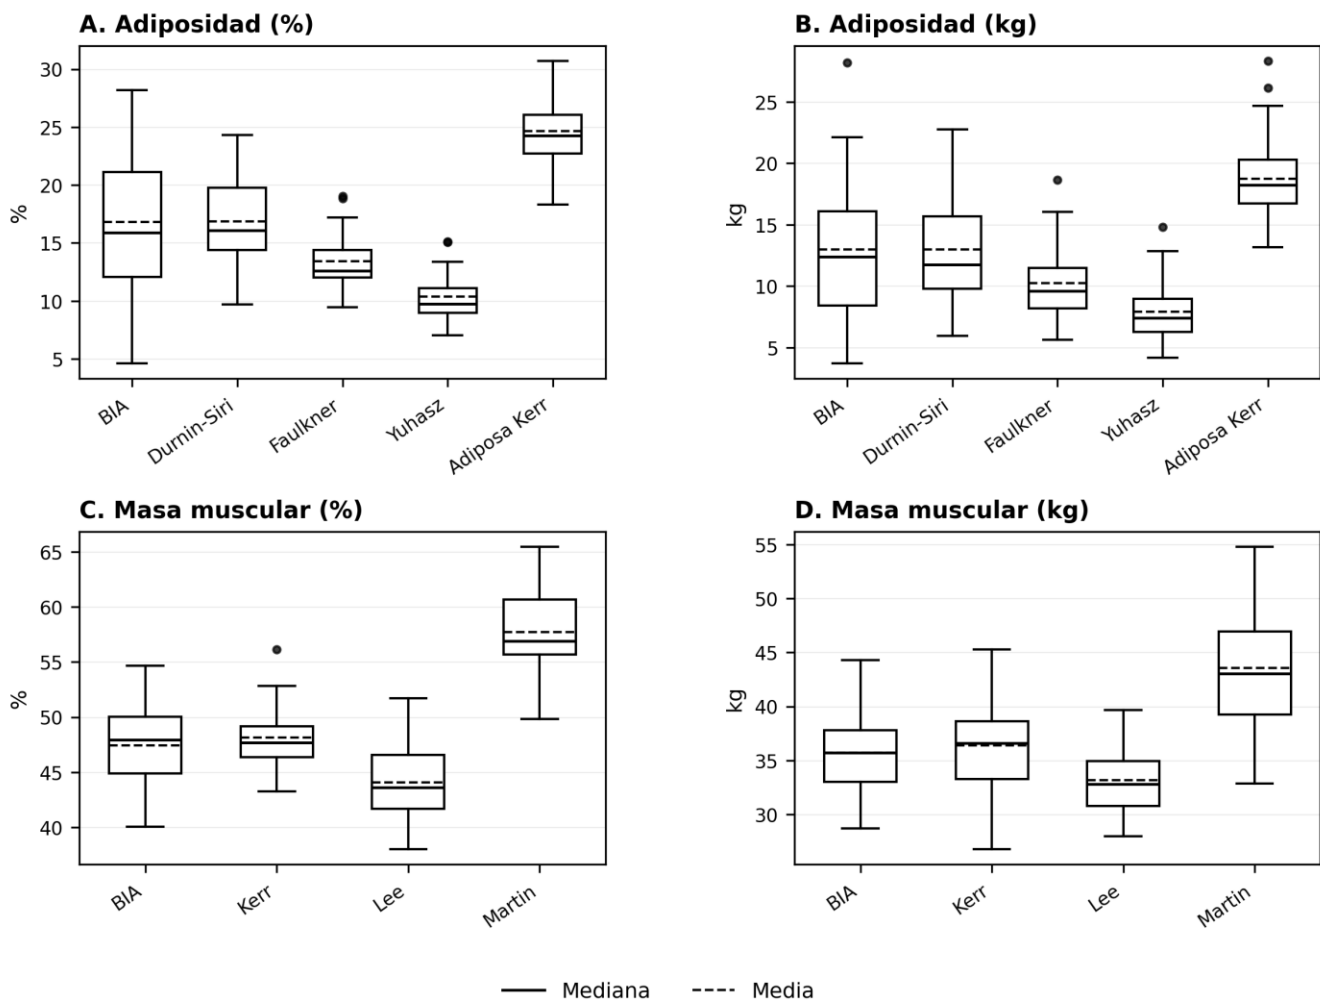 A. Adiposidad (%)
30
25
20
15
10
5
%
BIA
Durnin-Siri
Faulkner
Yuhasz
Adiposa Kerr
B. Adiposidad (kg)
25
20
15
10
5
kg
BIA
Durnin-Siri
Faulkner
Yuhasz
Adiposa Kerr
C. Masa muscular (%)
65
60
55
50
45
40
%
BIA
Kerr
Lee
Martin
D. Masa muscular (kg)
55
50
45
40
35
30
kg
BIA
Kerr
Lee
Martin
Mediana
Media